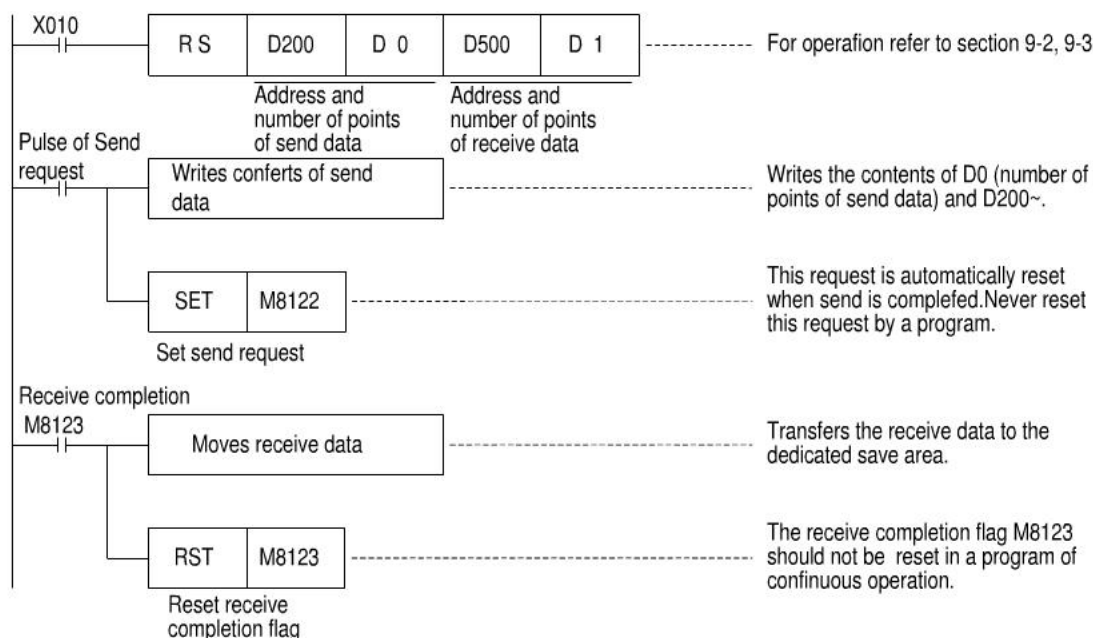 X010
RS D200 D 0 D500 D 1
For operafion refer to section 9-2, 9-3
Address and
number of points
of send data
Address and
number of points
of receive data
Pulse of Send
request
Writes conferts of send
data
Writes the contents of D0 (number of
points of send data) and D200~.
SET M8122
This request is automatically reset
when send is complefed.Never reset
this request by a program.
Set send request
Receive completion
M8123
Moves receive data
Transfers the receive data to the
dedicated save area.
RST M8123
The receive completion flag M8123
should not be reset in a program of
continuous operation.
Reset receive
completion flag